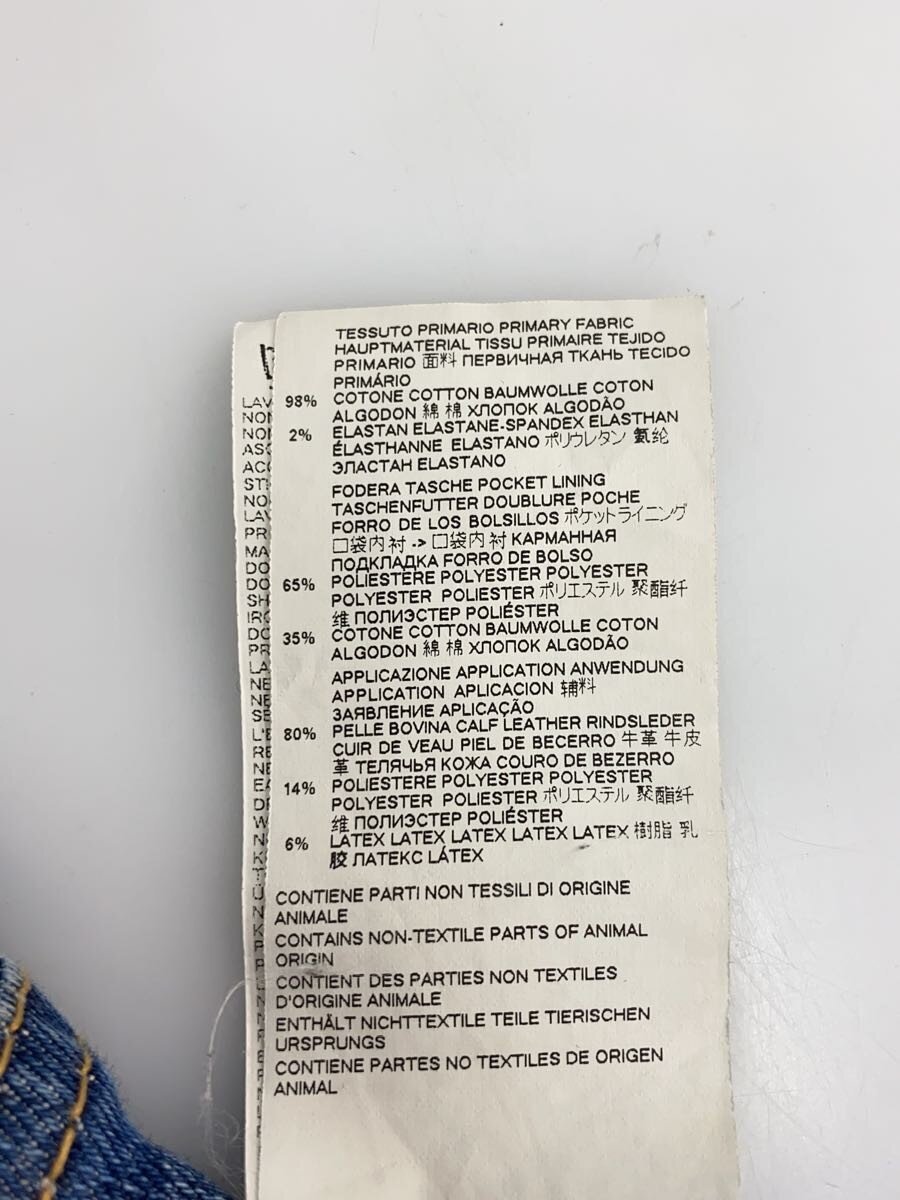 TESSUTO PRIMARIO PRIMARY FABRIC
HAUPTMATERIAL TISSU PRIMAIRE TEJIDO
PRIMARIO 面料 ПЕРВИЧНАЯ ТКАНЬ TECIDO
PRIMÁRIO
98% COTONE COTTON BAUMWOLLE COTON
ALGODON 綿 棉 ХЛОПОК ALGODÃO
2% ELASTAN ELASTANE-SPANDEX ELASTHAN
ÉLASTHANNE ELASTANO ポリウレタン 氨纶
ЭЛАСТАН ELASTANO
FODERA TASCHE POCKET LINING
TASCHENFUTTER DOUBLURE POCHE
FORRO DE LOS BOLSILLOS ポケットライニング
口袋内衬 -> 口袋内衬 КАРМАННАЯ
ПОДКЛАДКА FORRO DE BOLSO
65% POLIESTERE POLYESTER POLYESTER
POLYESTER POLIESTER ポリエステル 聚酯纤
维 ПОЛИЭСТЕР POLIÉSTER
35% COTONE COTTON BAUMWOLLE COTON
ALGODON 綿 棉 ХЛОПОК ALGODÃO
APPLICAZIONE APPLICATION ANWENDUNG
APPLICATION APLICACION 辅料
ЗАЯВЛЕНИЕ APLICAÇÃO
80% PELLE BOVINA CALF LEATHER RINDSLEDER
CUIR DE VEAU PIEL DE BECERRO 牛革 牛皮
革 ТЕЛЯЧЬЯ КОЖА COURO DE BEZERRO
14% POLIESTERE POLYESTER POLYESTER
POLYESTER POLIESTER ポリエステル 聚酯纤
维 ПОЛИЭСТЕР POLIÉSTER
6% LATEX LATEX LATEX LATEX LATEX 樹脂 乳
胶 ЛАТЕКС LÁTEX
CONTIENE PARTI NON TESSILI DI ORIGINE
ANIMALE
CONTAINS NON-TEXTILE PARTS OF ANIMAL
ORIGIN
CONTIENT DES PARTIES NON TEXTILES
D'ORIGINE ANIMALE
ENTHÄLT NICHTTEXTILE TEILE TIERISCHEN
URSPRUNGS
CONTIENE PARTES NO TEXTILES DE ORIGEN
ANIMAL